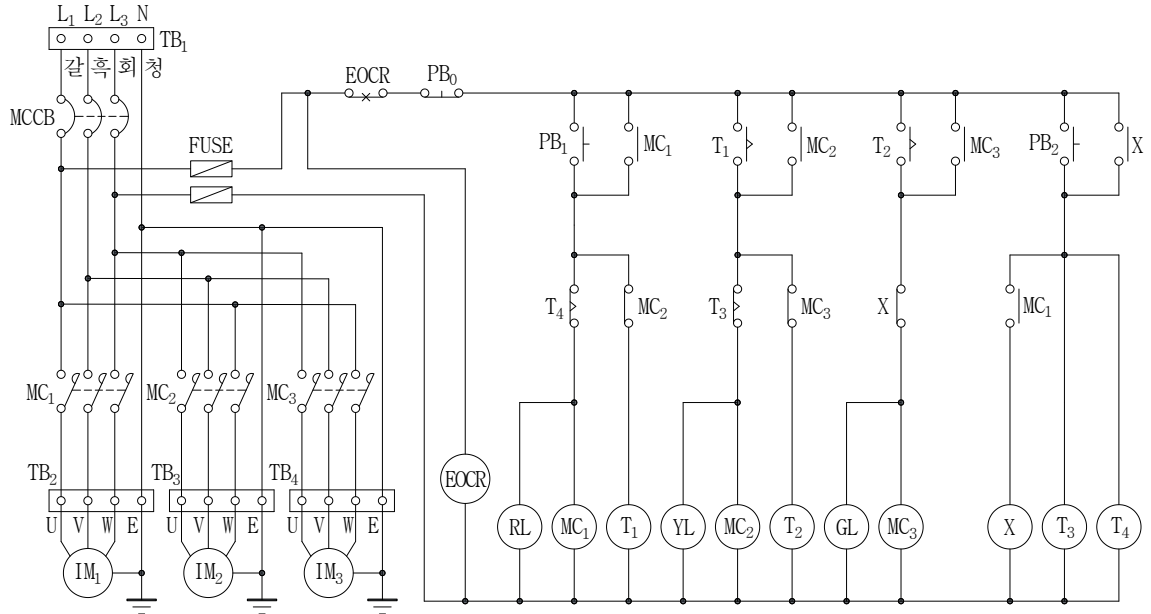 L₁ L₂ L₃ N
TB₁
갈 흑 회 청
EOCR PB₀
MCCB
FUSE
PB₁ MC₁ T₁ MC₂ T₂ MC₃ PB₂ X
T₄ MC₂ T₃ MC₃ X MC₁
MC₁ MC₂ MC₃
TB₂ TB₃ TB₄
EOCR
U V W E U V W E U V W E
RL MC₁ T₁ YL MC₂ T₂ GL MC₃ X T₃ T₄
IM₁ IM₂ IM₃